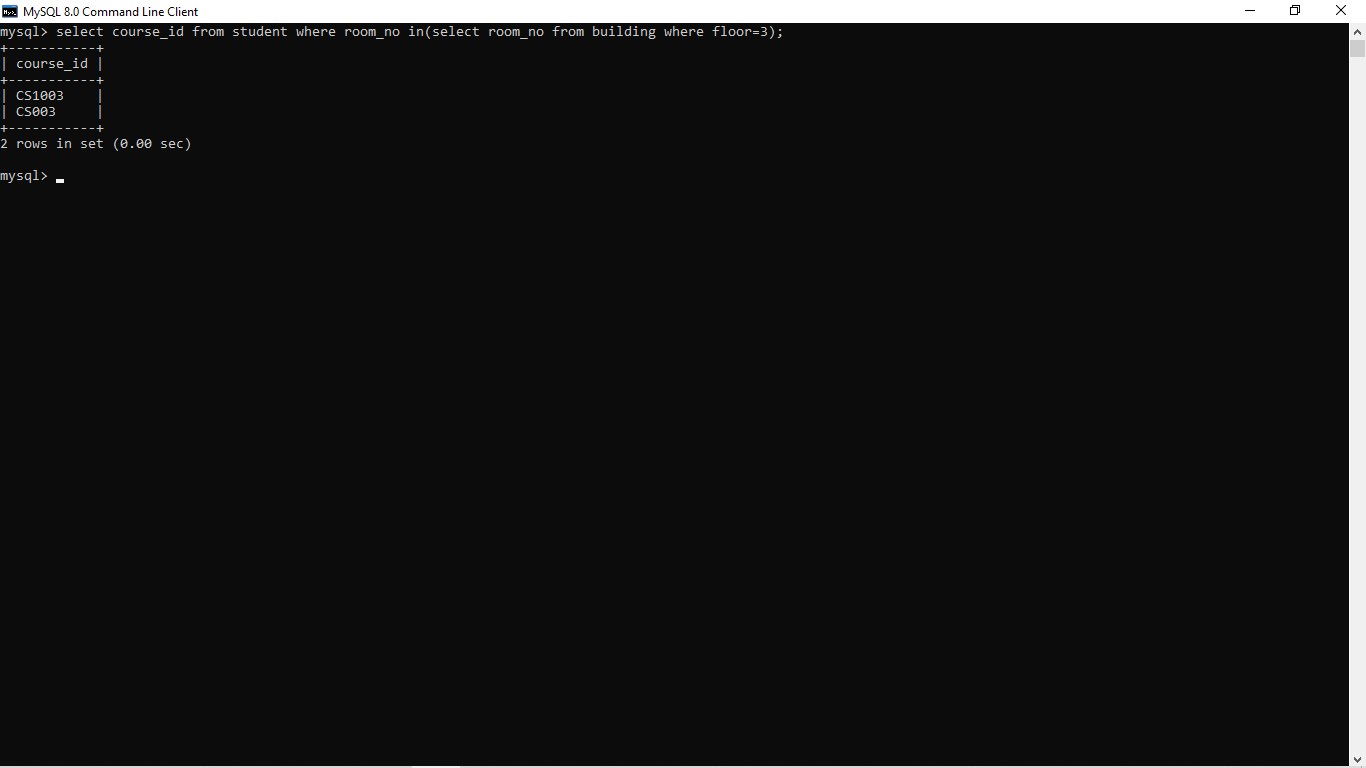 MySQL 8.0 Command Line Client
mysql> select course_id from student where room_no in(select room_no from building where floor=3);
+-----------+
| course_id |
+-----------+
| CS1003    |
| CS003     |
+-----------+
2 rows in set (0.00 sec)
mysql>